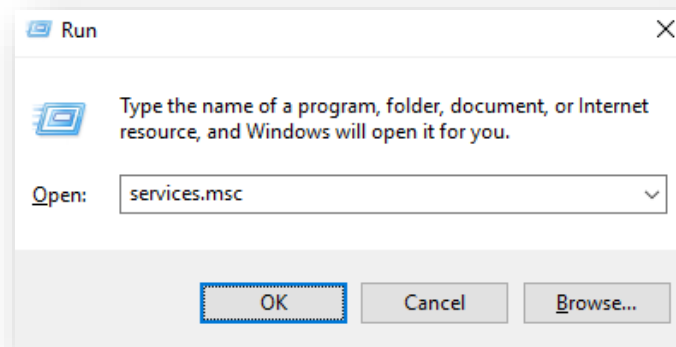 Run
Type the name of a program, folder, document, or Internet
resource, and Windows will open it for you.
Open: services.msc
OK Cancel Browse...